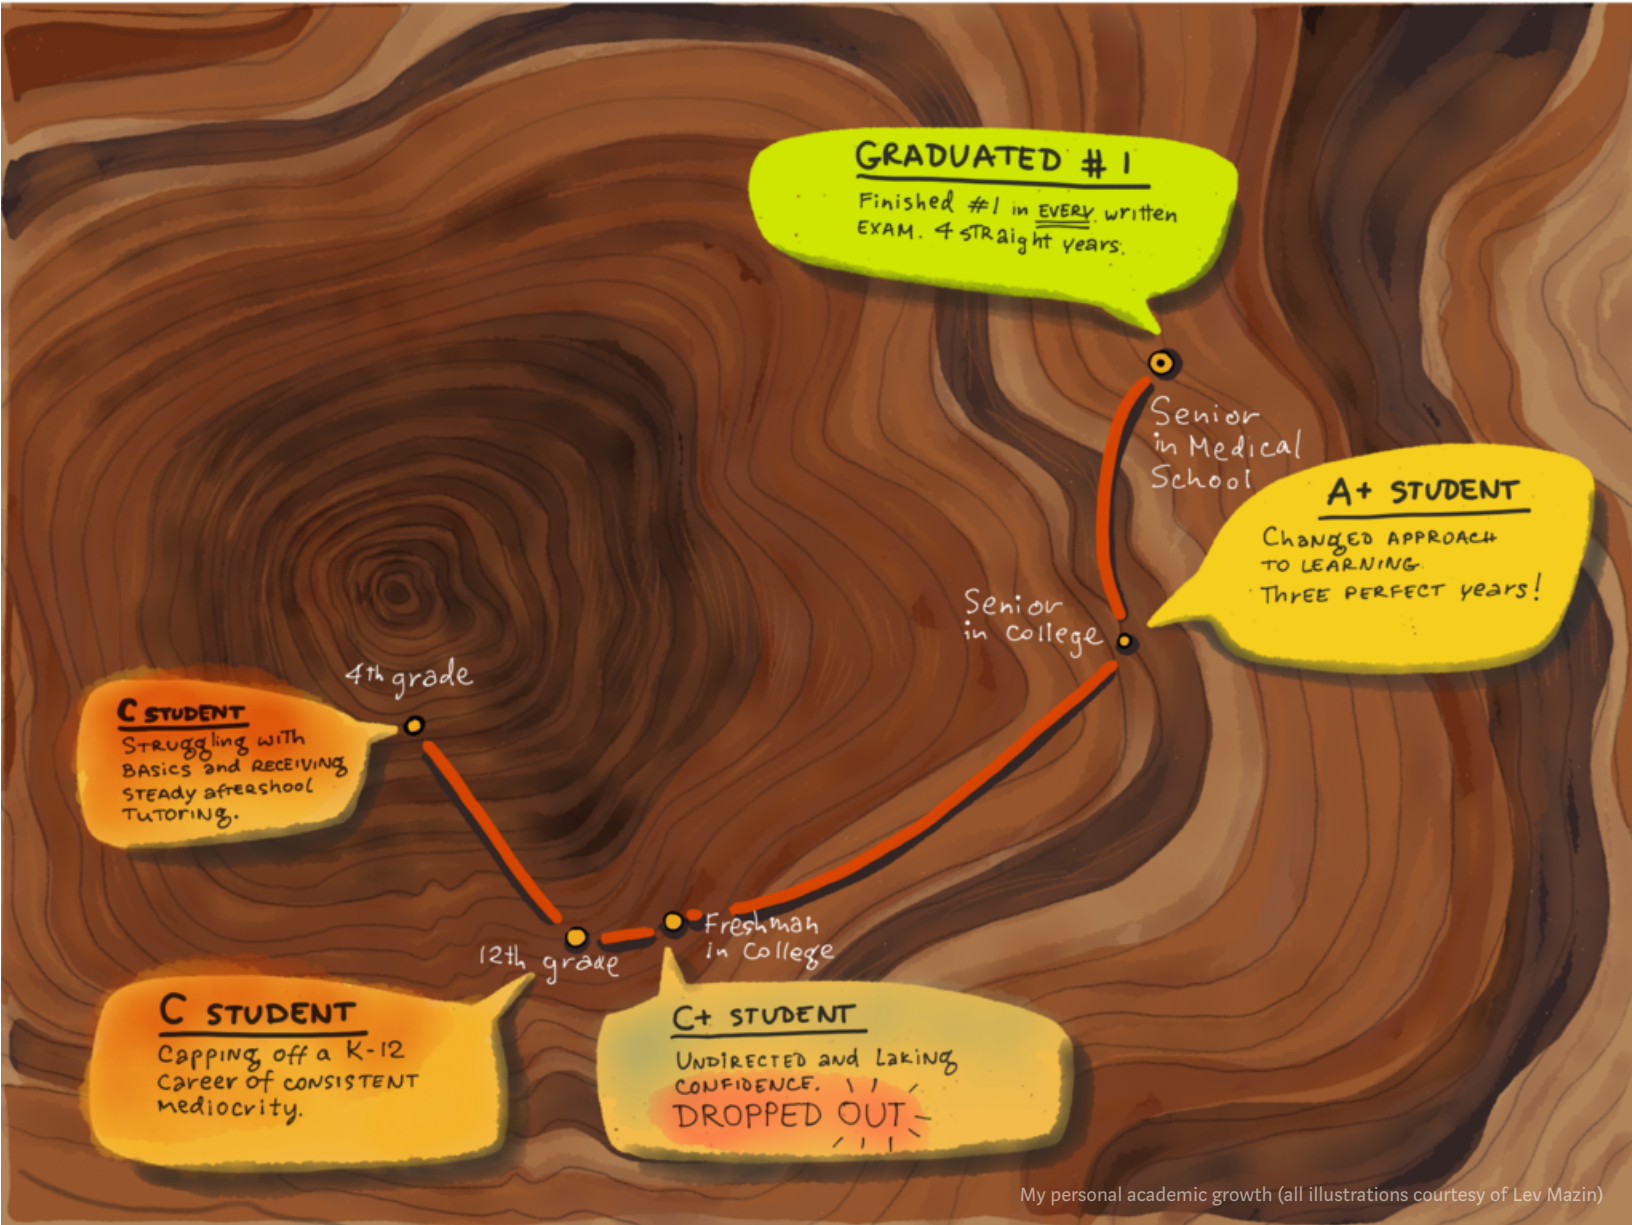 GRADUATED # 1
Finished #1 in EVERY written
EXAM. 4 STRaight years.
Senior
in Medical
School
A+ STUDENT
ChaNgED APPROACH
TO LEARNING.
ThrEE PERFECT years!
Senior
in College
4th grade
C STUDENT
STRuggling wiTH
BASics and RECEIVING
STEAdy afTERshool
TuTORiNg.
12th grade
C STUDENT
CAPPING off a K-12
Career of CONSISTENT
Mediocrity.
Freshman
in College
C+ STUDENT
UNDIRECTED and LaKiNg
CONFIDENCE.
DROPPED OUT
My personal academic growth (all illustrations courtesy of Lev Mazin)